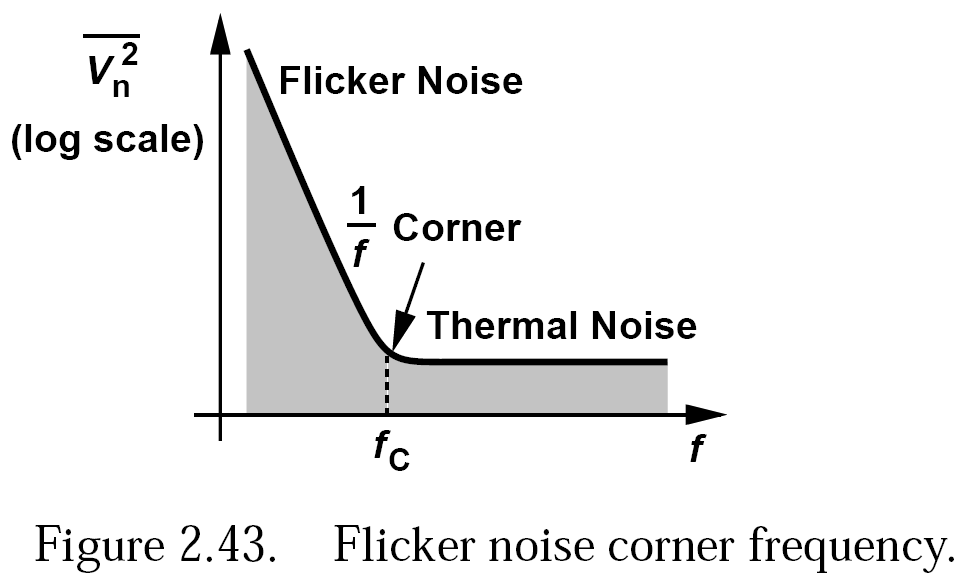 Vn2
(log scale)
Flicker Noise
1
f
Corner
Thermal Noise
fC
f
Figure 2.43. Flicker noise corner frequency.